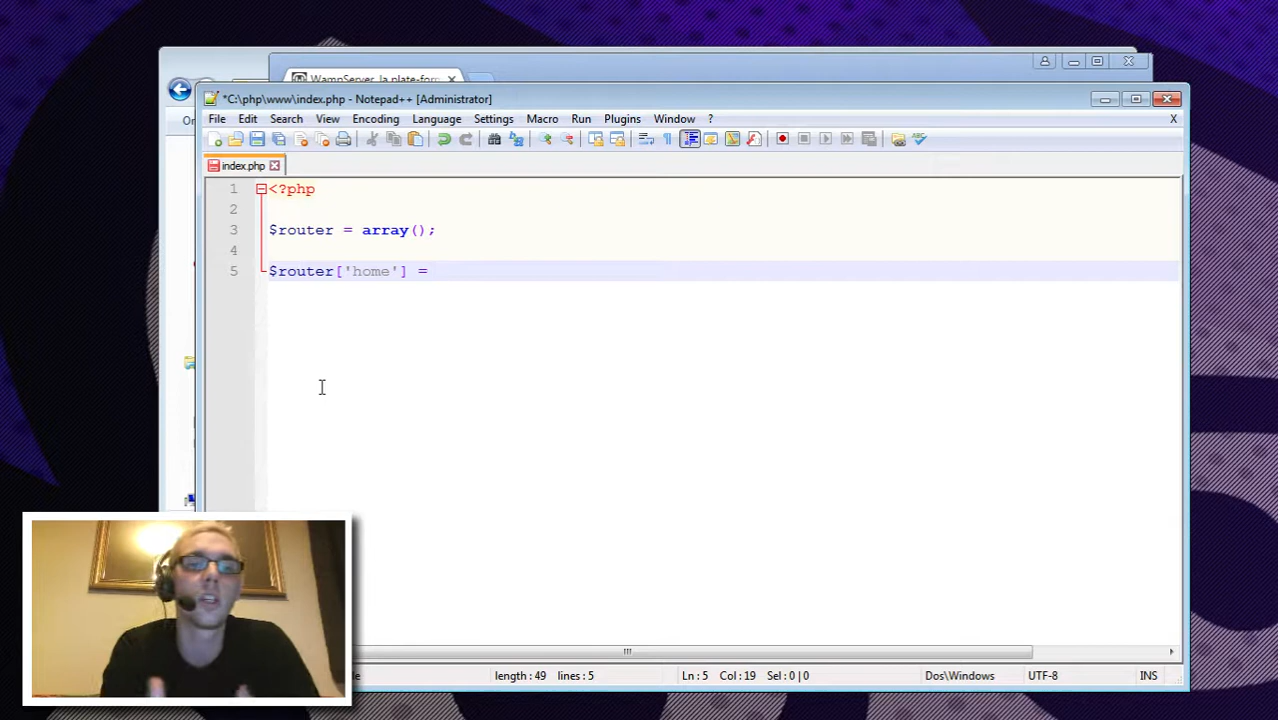 WampServer, la plate-form
*C:\php\www\index.php - Notepad++ [Administrator]
File Edit Search View Encoding Language Settings Macro Run Plugins Window ? X
index.php
1 <?php
2
3 $router = array();
4
5 $router['home'] =
length : 49 lines : 5 Ln : 5 Col : 19 Sel : 0 | 0 Dos\Windows UTF-8 INS